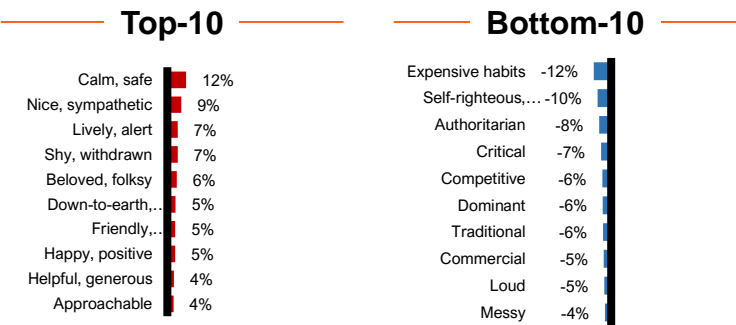 Top-10
Calm, safe 12%
Nice, sympathetic 9%
Lively, alert 7%
Shy, withdrawn 7%
Beloved, folksy 6%
Down-to-earth,... 5%
Friendly,... 5%
Happy, positive 5%
Helpful, generous 4%
Approachable 4%
Bottom-10
Expensive habits -12%
Self-righteous,... -10%
Authoritarian -8%
Critical -7%
Competitive -6%
Dominant -6%
Traditional -6%
Commercial -5%
Loud -5%
Messy -4%